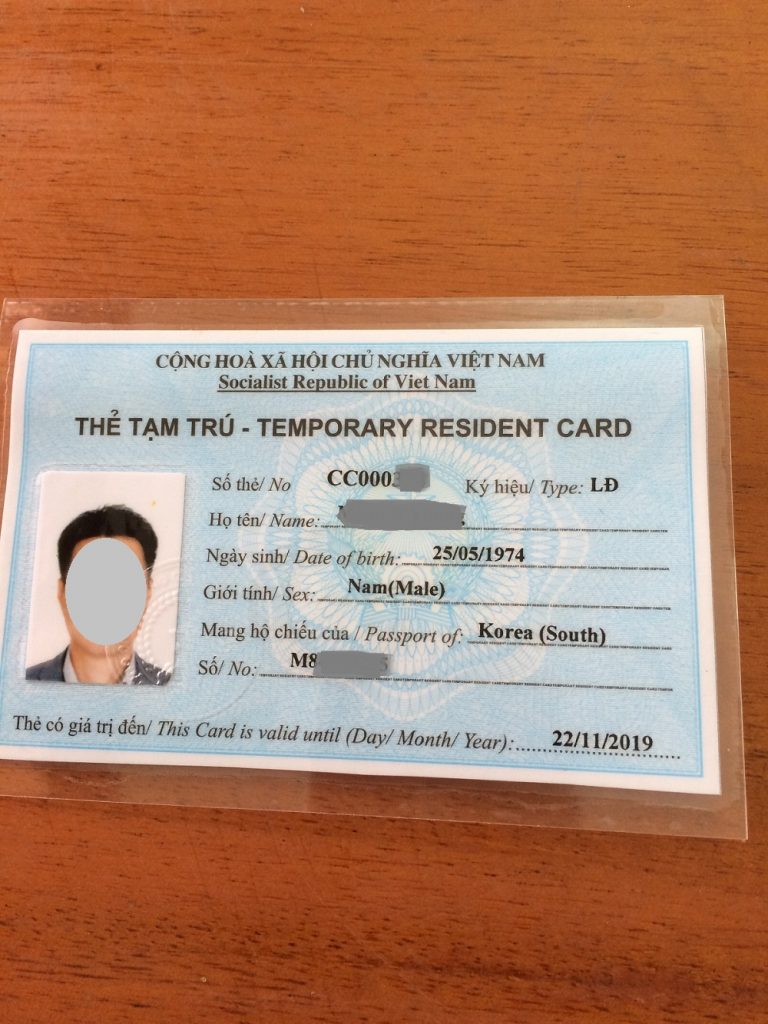 CỘNG HOÀ XÃ HỘI CHỦ NGHĨA VIỆT NAM
Socialist Republic of Viet Nam
THẺ TẠM TRÚ - TEMPORARY RESIDENT CARD
Số thẻ/ No CC000 Ký hiệu/ Type: LĐ
Họ tên/ Name:
Ngày sinh/ Date of birth: 25/05/1974
Giới tính/ Sex: Nam(Male)
Mang hộ chiếu của / Passport of: Korea (South)
Số/ No: M8
Thẻ có giá trị đến/ This Card is valid until (Day/ Month/ Year): 22/11/2019